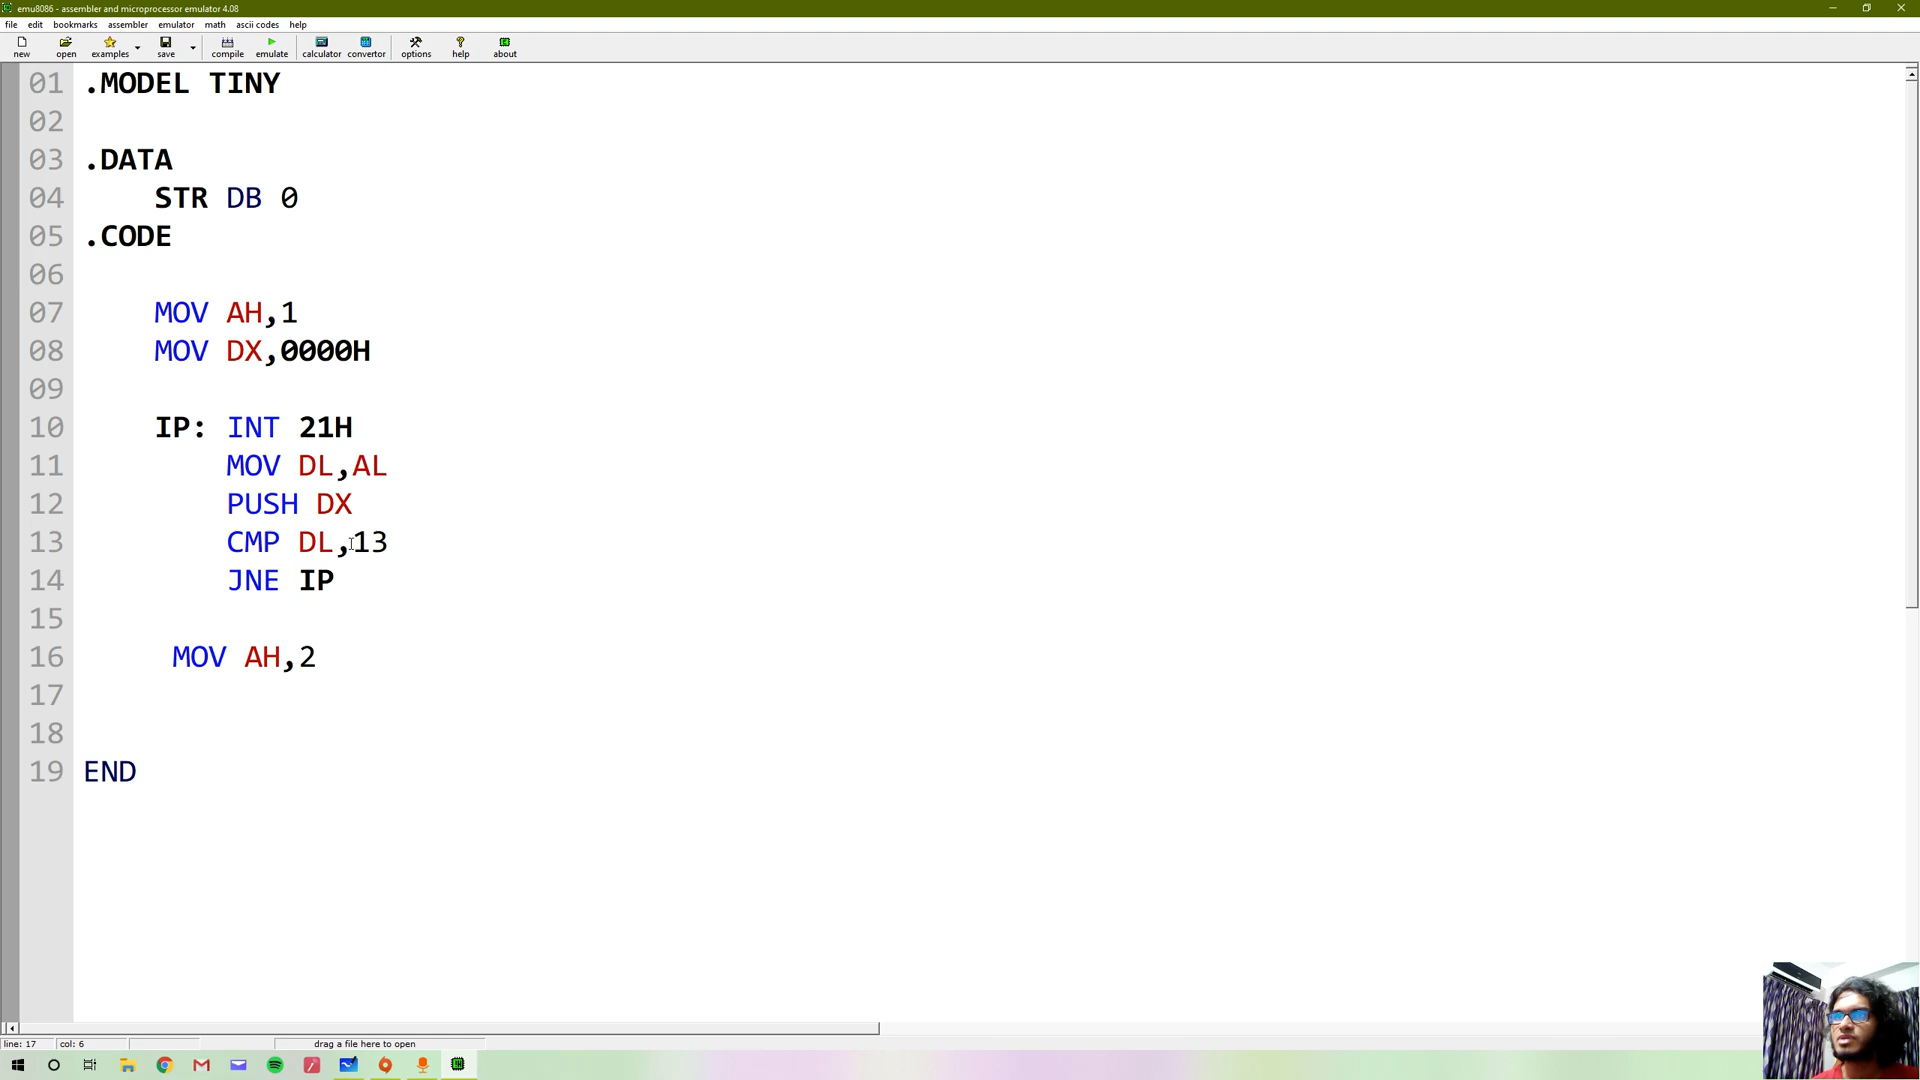 emu8086 - assembler and microprocessor emulator 4.08
file edit bookmarks assembler emulator math ascii codes help
new open examples save compile emulate calculator convertor options help about
01 .MODEL TINY
02
03 .DATA
04 STR DB 0
05 .CODE
06
07 MOV AH,1
08 MOV DX,0000H
09
10 IP: INT 21H
11 MOV DL,AL
12 PUSH DX
13 CMP DL,13
14 JNE IP
15
16 MOV AH,2
17
18
19 END
line: 17 col: 6 drag a file here to open